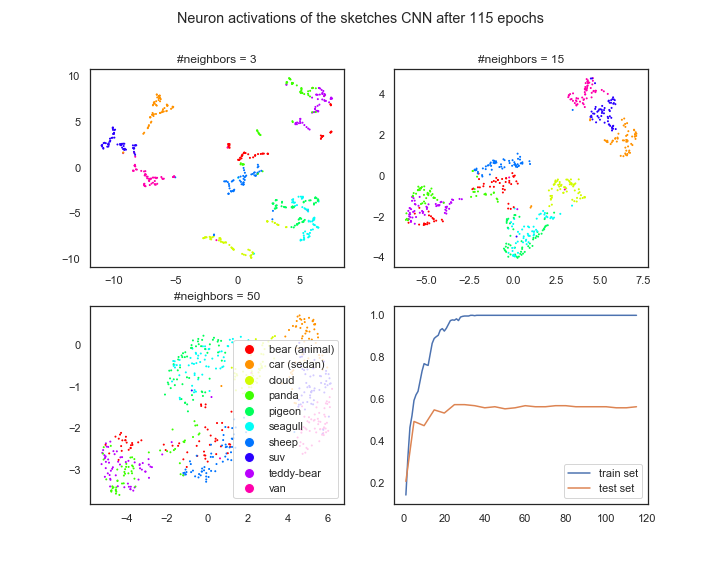 Neuron activations of the sketches CNN after 115 epochs
#neighbors = 3
10
5
0
−5
−10
−10
−5
0
5
#neighbors = 15
4
2
0
−2
−4
−5.0
−2.5
0.0
2.5
5.0
7.5
#neighbors = 50
0
−1
−2
−3
−4
−2
0
2
4
6
bear (animal)
car (sedan)
cloud
panda
pigeon
seagull
sheep
suv
teddy-bear
van
1.0
0.8
0.6
0.4
0.2
0
20
40
60
80
100
120
train set
test set